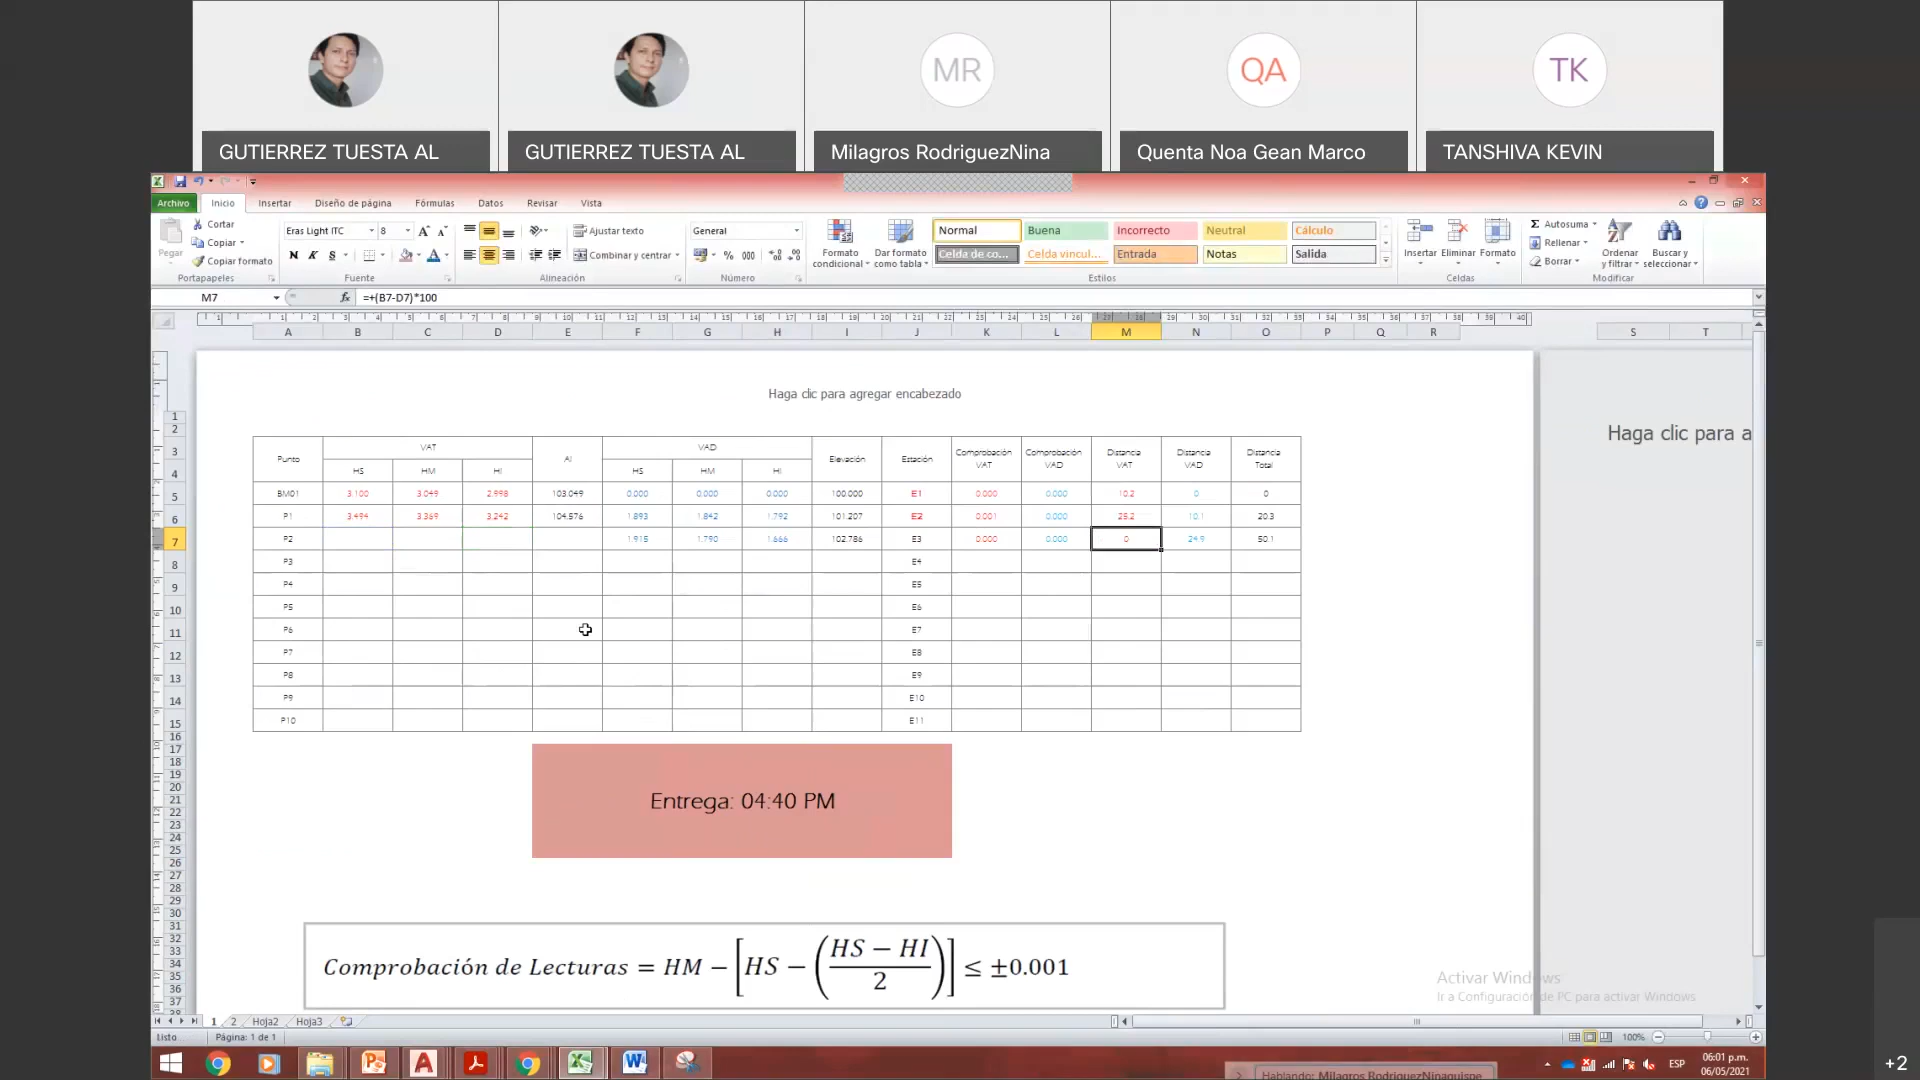 MR
QA
TK
GUTIERREZ TUESTA AL
GUTIERREZ TUESTA AL
Milagros RodriguezNina
Quenta Noa Gean Marco
TANSHIVA KEVIN
Archivo Inicio Insertar Diseño de página Fórmulas Datos Revisar Vista
Pegar
Cortar
Copiar
Copiar formato
Portapapeles
Eras Light ITC 8
N K S
Fuente
Ajustar texto
Combinar y centrar
Alineación
General
% 000
Número
Formato condicional
Dar formato como tabla
Normal Buena Incorrecto Neutral Cálculo
Celda de co... Celda vincul... Entrada Notas Salida
Estilos
Insertar Eliminar Formato
Celdas
Autosuma
Rellenar
Borrar
Ordenar y filtrar
Buscar y seleccionar
Modificar
M7 fx =+(B7-D7)*100
A B C D E F G H I J K L M N O P Q R S T
Haga clic para agregar encabezado
Haga clic para a
Punto VAT AI VAD Elevación Estación Comprobación VAT Comprobación VAD Distancia VAT Distancia VAD Distancia Total
HS HM HI HS HM HI
BM01 3.100 3.049 2.998 103.049 0.000 0.000 0.000 100.000 E1 0.000 0.000 10.2 0 0
P1 3.494 3.369 3.242 104.576 1.893 1.842 1.792 101.207 E2 0.001 0.000 25.2 10.1 20.3
P2 1.915 1.790 1.666 102.786 E3 0.000 0.000 0 24.9 50.1
P3 E4
P4 E5
P5 E6
P6 E7
P7 E8
P8 E9
P9 E10
P10 E11
Entrega: 04:40 PM
Comprobación de Lecturas = HM − [HS − (HS − HI / 2)] ≤ ±0.001
Activar Windows
Ir a Configuración de PC para activar Windows
1 2 Hoja2 Hoja3
Listo Página: 1 de 1 100%
Hablando: Milagros RodriguezNinaquispe
ESP
06:01 p.m.
06/05/2021
+2